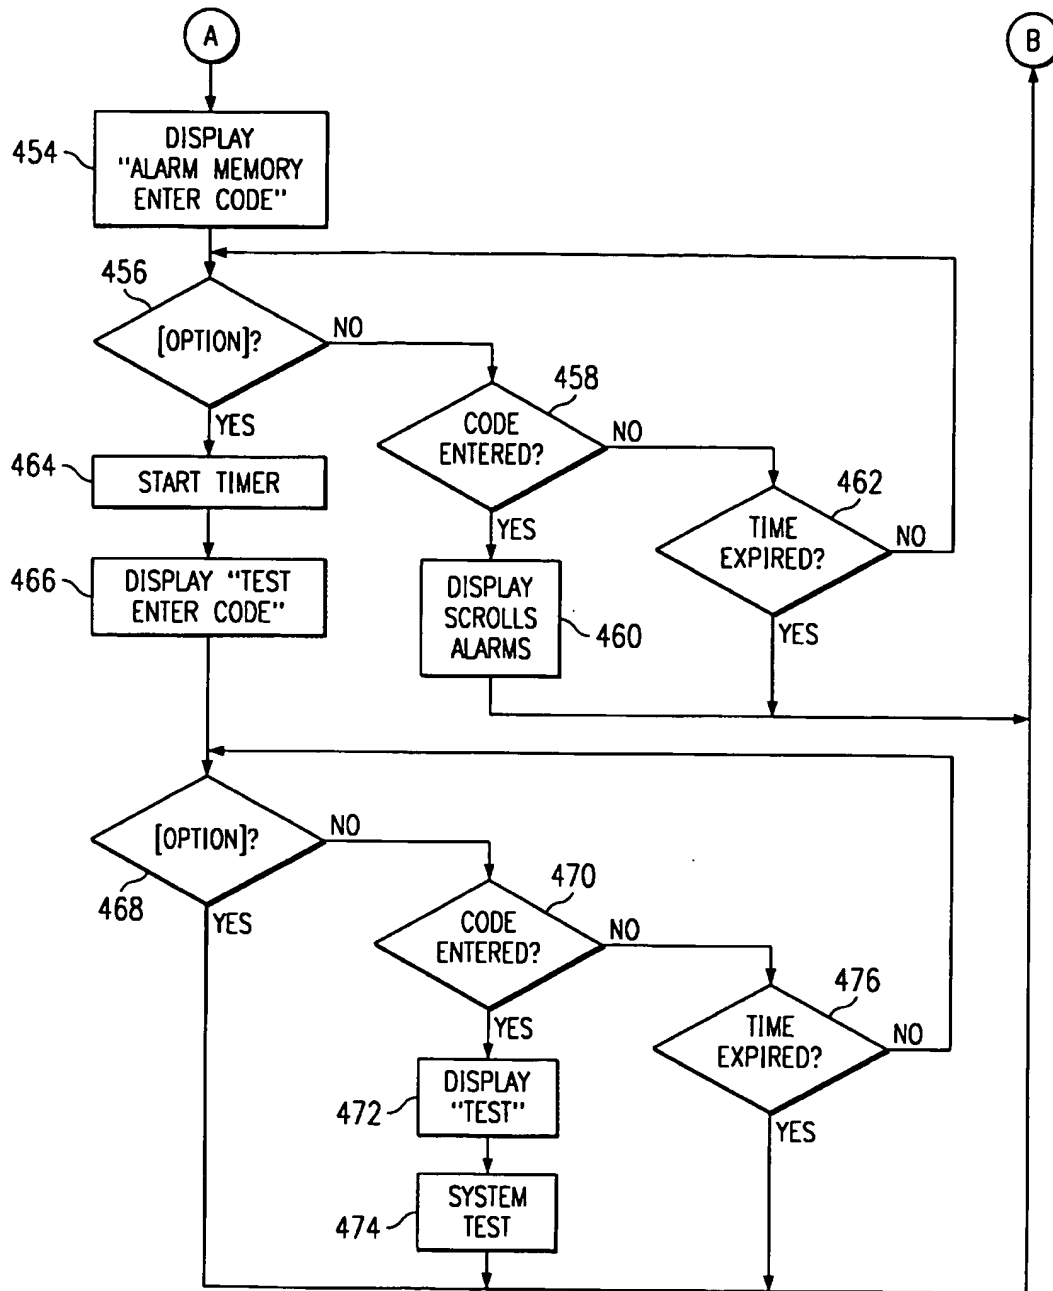 A
B
454
DISPLAY
"ALARM MEMORY
ENTER CODE"
456
[OPTION]?
NO
YES
458
CODE
ENTERED?
NO
YES
462
TIME
EXPIRED?
NO
YES
464
START TIMER
466
DISPLAY "TEST
ENTER CODE"
DISPLAY
SCROLLS
ALARMS
460
[OPTION]?
468
NO
YES
470
CODE
ENTERED?
NO
YES
476
TIME
EXPIRED?
NO
YES
472
DISPLAY
"TEST"
474
SYSTEM
TEST